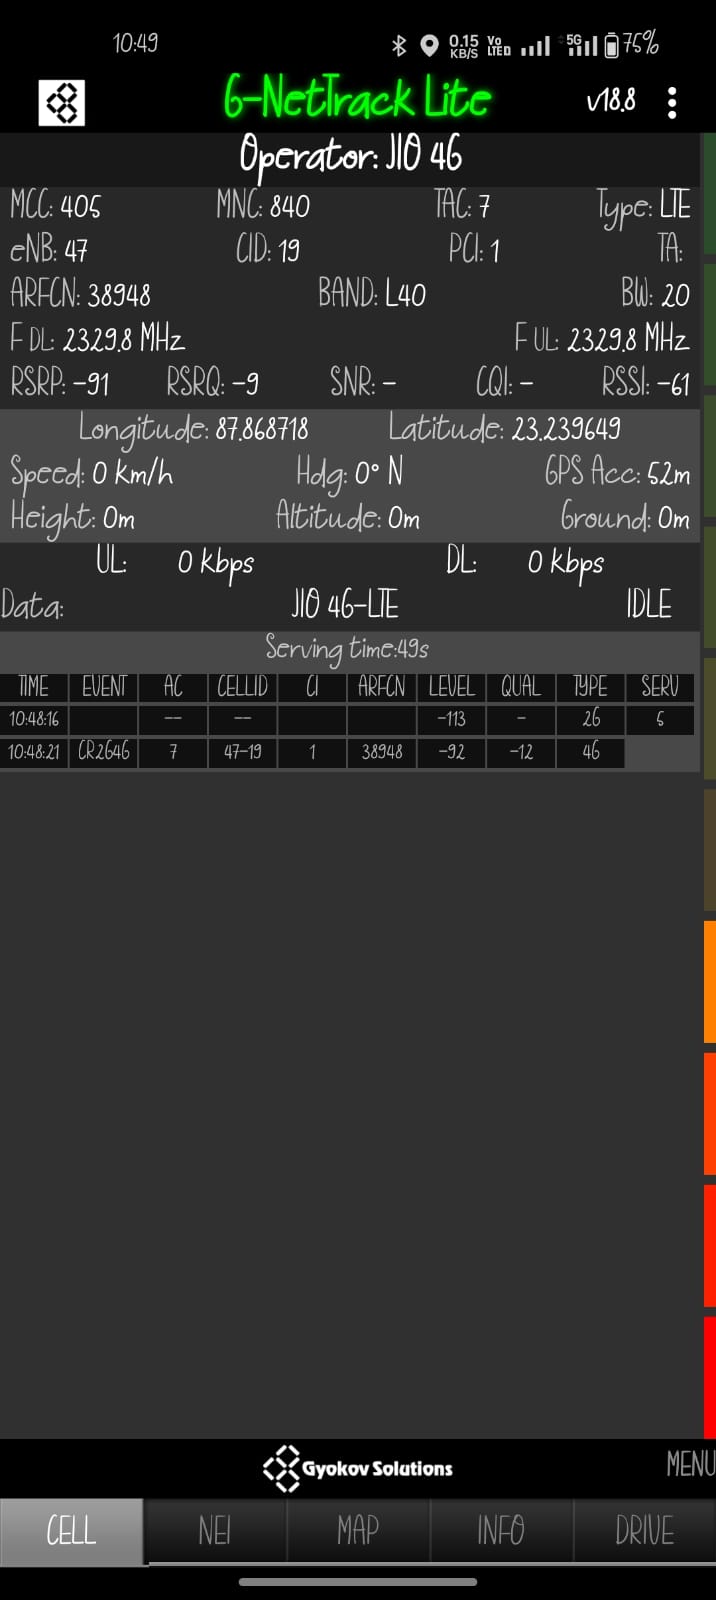 10:49 0.15 KB/S Vo LTED 5G 75%
G-NetTrack Lite v18.8
Operator: JIO 4G
MCC: 405 MNC: 840 TAC: 7 Type: LTE
eNB: 47 CID: 19 PCI: 1 TA:
ARFCN: 38948 BAND: L40 BW: 20
F DL: 2329.8 MHz F UL: 2329.8 MHz
RSRP: -91 RSRQ: -9 SNR: - CQI: - RSSI: -61
Longitude: 87.868718 Latitude: 23.239649
Speed: 0 km/h Hdg: 0° N GPS Acc: 52m
Height: 0m Altitude: 0m Ground: 0m
UL: 0 kbps DL: 0 kbps
Data: JIO 4G-LTE IDLE
Serving time:49s
TIME EVENT AC CELLID CI ARFCN LEVEL QUAL TYPE SERV
10:48:16 -- -- -113 - 2G 5
10:48:21 CR2G4G 7 47-19 1 38948 -92 -12 4G
Gyokov Solutions MENU
CELL NEI MAP INFO DRIVE